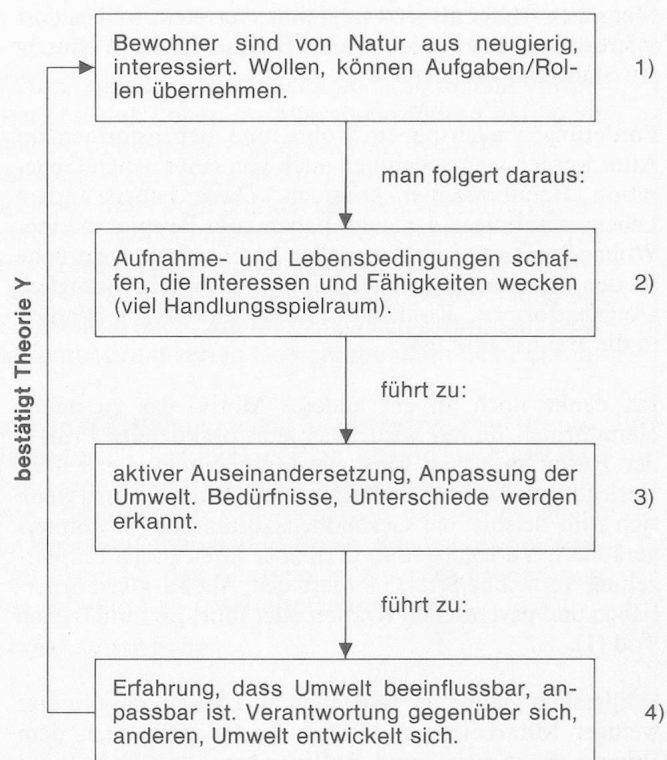 Bewohner sind von Natur aus neugierig,
interessiert. Wollen, können Aufgaben/Rol-
len übernehmen.
1)
man folgert daraus:
Aufnahme- und Lebensbedingungen schaf-
fen, die Interessen und Fähigkeiten wecken
(viel Handlungsspielraum).
2)
führt zu:
aktiver Auseinandersetzung, Anpassung der
Umwelt. Bedürfnisse, Unterschiede werden
erkannt.
3)
führt zu:
Erfahrung, dass Umwelt beeinflussbar, an-
passbar ist. Verantwortung gegenüber sich,
anderen, Umwelt entwickelt sich.
4)
bestätigt Theorie Y